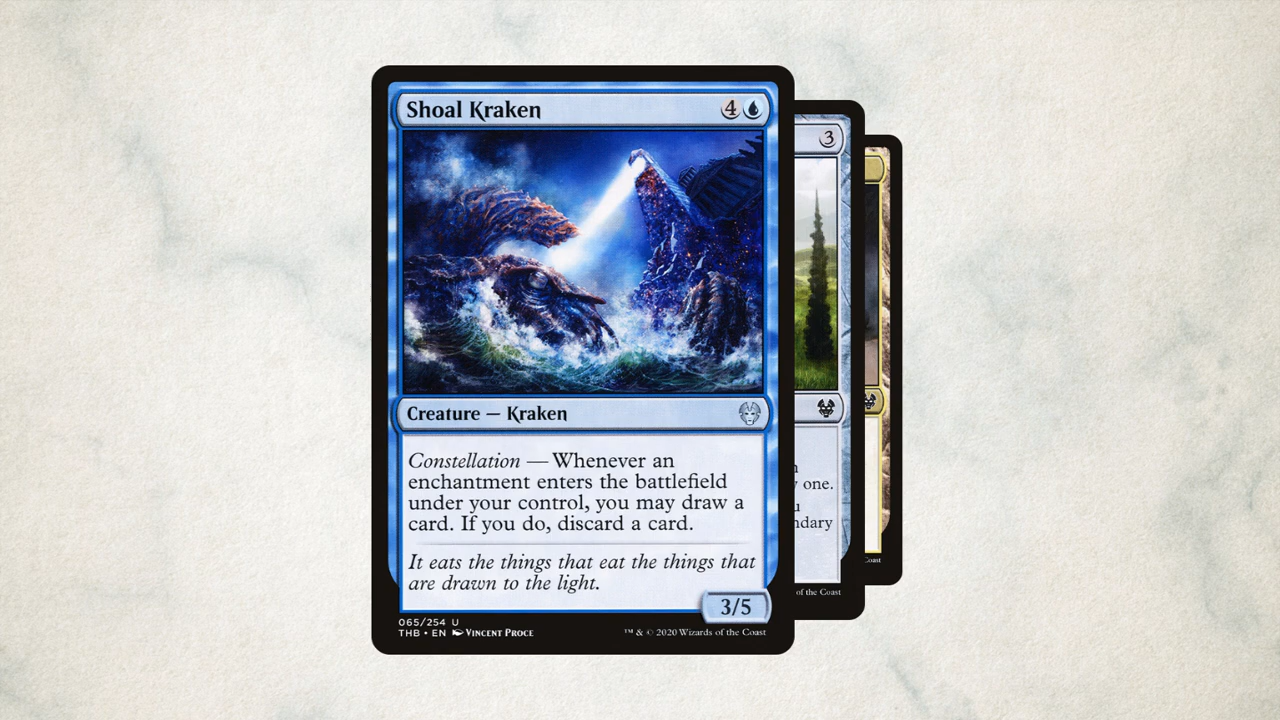 Shoal Kraken 4
3
Creature — Kraken
Constellation — Whenever an
enchantment enters the battlefield
under your control, you may draw a
card. If you do, discard a card.
It eats the things that eat the things that
are drawn to the light.
3/5
065/254 U
THB • EN VINCENT PROCE
™ & © 2020 Wizards of the Coast
one.
of the Coast
Coast